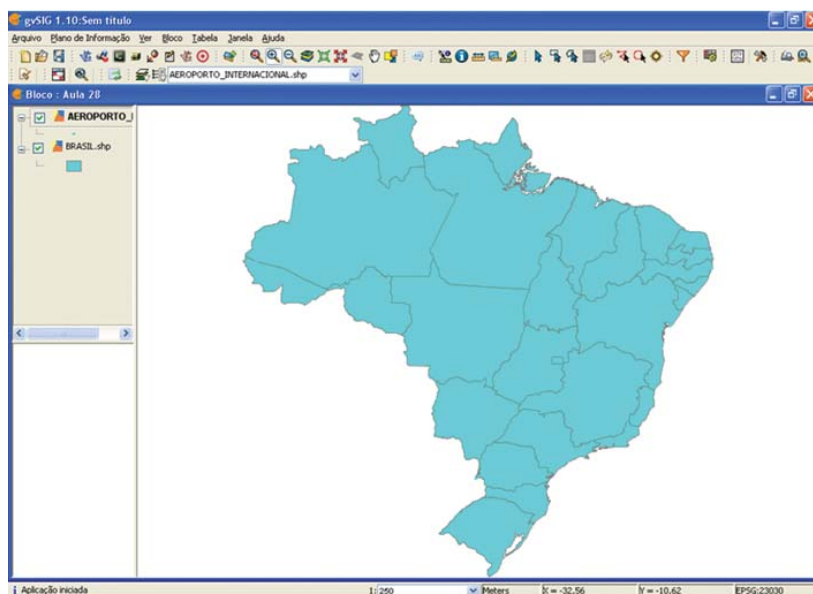 gvSIG 1.10:Sem título
Arquivo Plano de Informação Ver Bloco Tabela Janela Ajuda
AEROPORTO_INTERNACIONAL.shp
Bloco : Aula 28
AEROPORTO_I
BRASIL.shp
Aplicação iniciada 1: 250 Meters X = -32.56 Y = -10.62 EPSG:23030